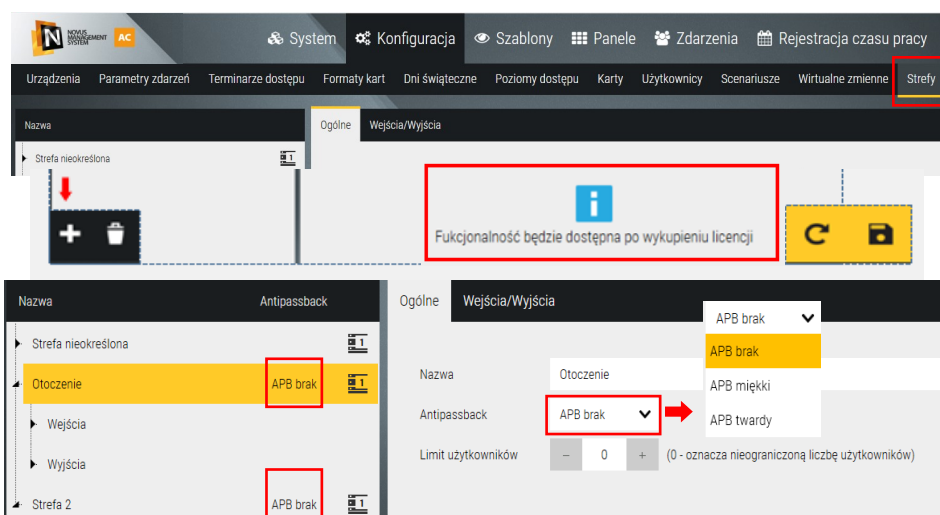 NOVUS MANAGEMENT SYSTEM AC
System Konfiguracja Szablony Panele Zdarzenia Rejestracja czasu pracy
Urządzenia Parametry zdarzeń Terminarze dostępu Formaty kart Dni świąteczne Poziomy dostępu Karty Użytkownicy Scenariusze Wirtualne zmienne Strefy
Nazwa Ogólne Wejścia/Wyjścia
Strefa nieokreślona 1
Fukcjonalność będzie dostępna po wykupieniu licencji
Nazwa Antipassback Ogólne Wejścia/Wyjścia
APB brak
Strefa nieokreślona 1
APB brak
Otoczenie APB brak 1
Nazwa Otoczenie
APB miękki
Wejścia
Antipassback APB brak
APB twardy
Wyjścia
Limit użytkowników – 0 + (0 - oznacza nieograniczoną liczbę użytkowników)
Strefa 2 APB brak 1